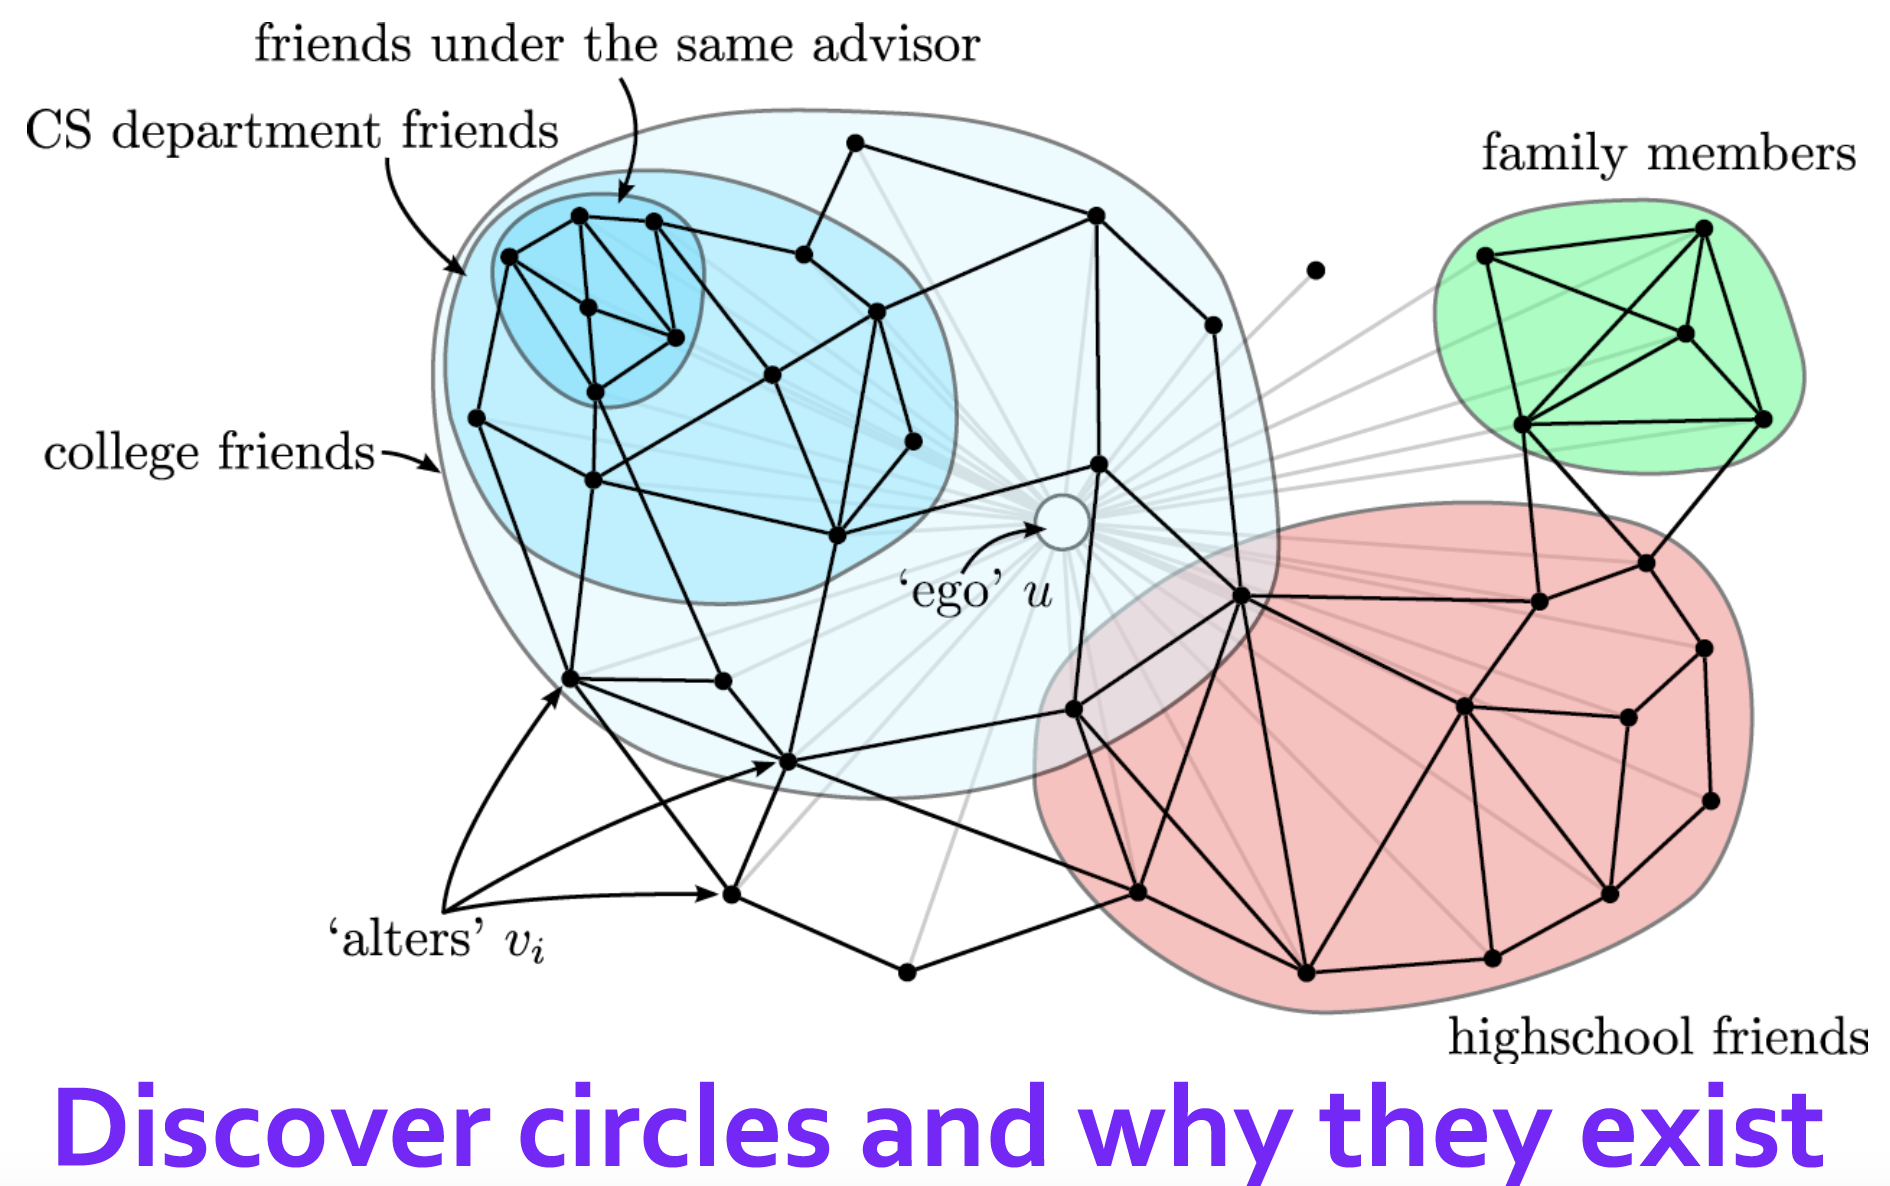 friends under the same advisor
CS department friends
family members
college friends
‘ego’ u
‘alters’ vᵢ
highschool friends
Discover circles and why they exist